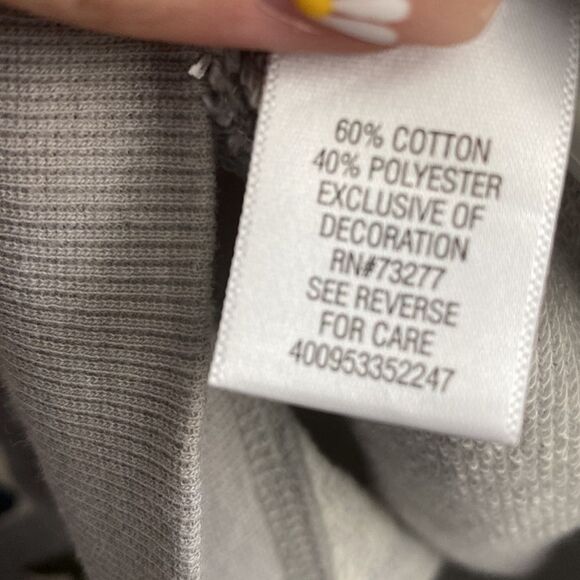 60% COTTON
40% POLYESTER
EXCLUSIVE OF
DECORATION
RN#73277
SEE REVERSE
FOR CARE
400953352247